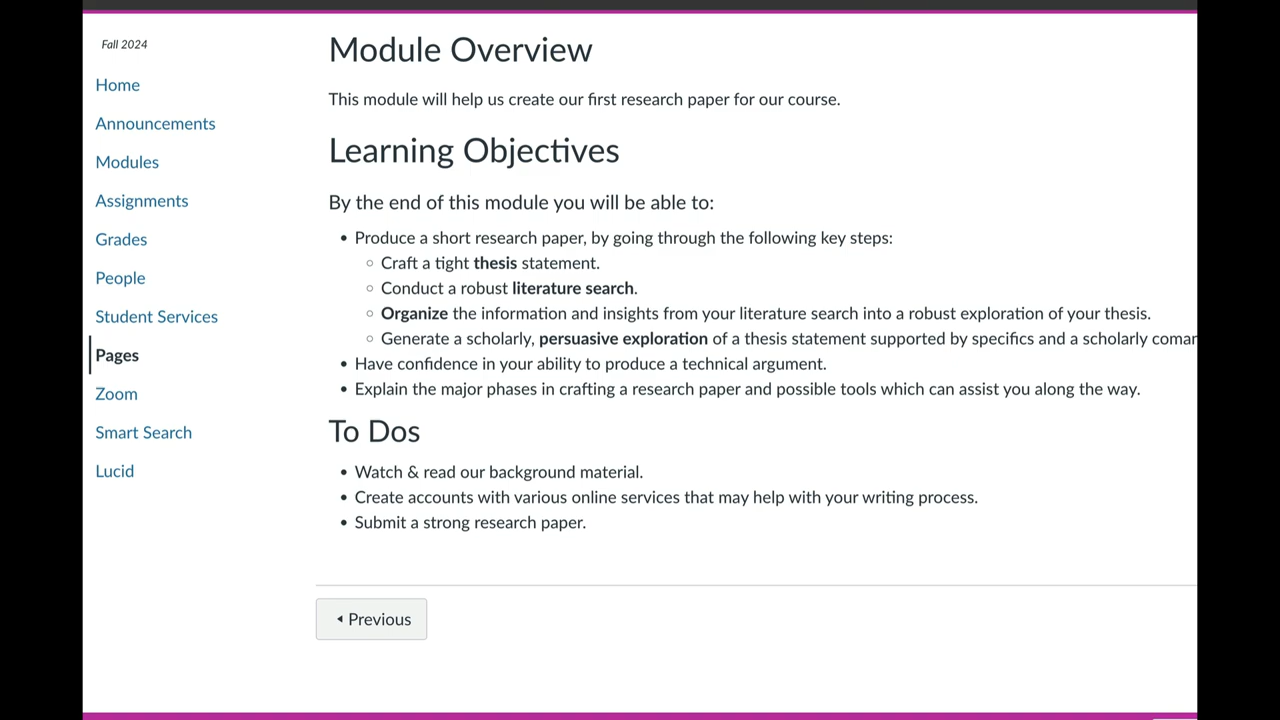 Fall 2024
Home
Announcements
Modules
Assignments
Grades
People
Student Services
Pages
Zoom
Smart Search
Lucid
Module Overview
This module will help us create our first research paper for our course.
Learning Objectives
By the end of this module you will be able to:
Produce a short research paper, by going through the following key steps:
Craft a tight thesis statement.
Conduct a robust literature search.
Organize the information and insights from your literature search into a robust exploration of your thesis.
Generate a scholarly, persuasive exploration of a thesis statement supported by specifics and a scholarly
Have confidence in your ability to produce a technical argument.
Explain the major phases in crafting a research paper and possible tools which can assist you along the way.
To Dos
Watch & read our background material.
Create accounts with various online services that may help with your writing process.
Submit a strong research paper.
Previous